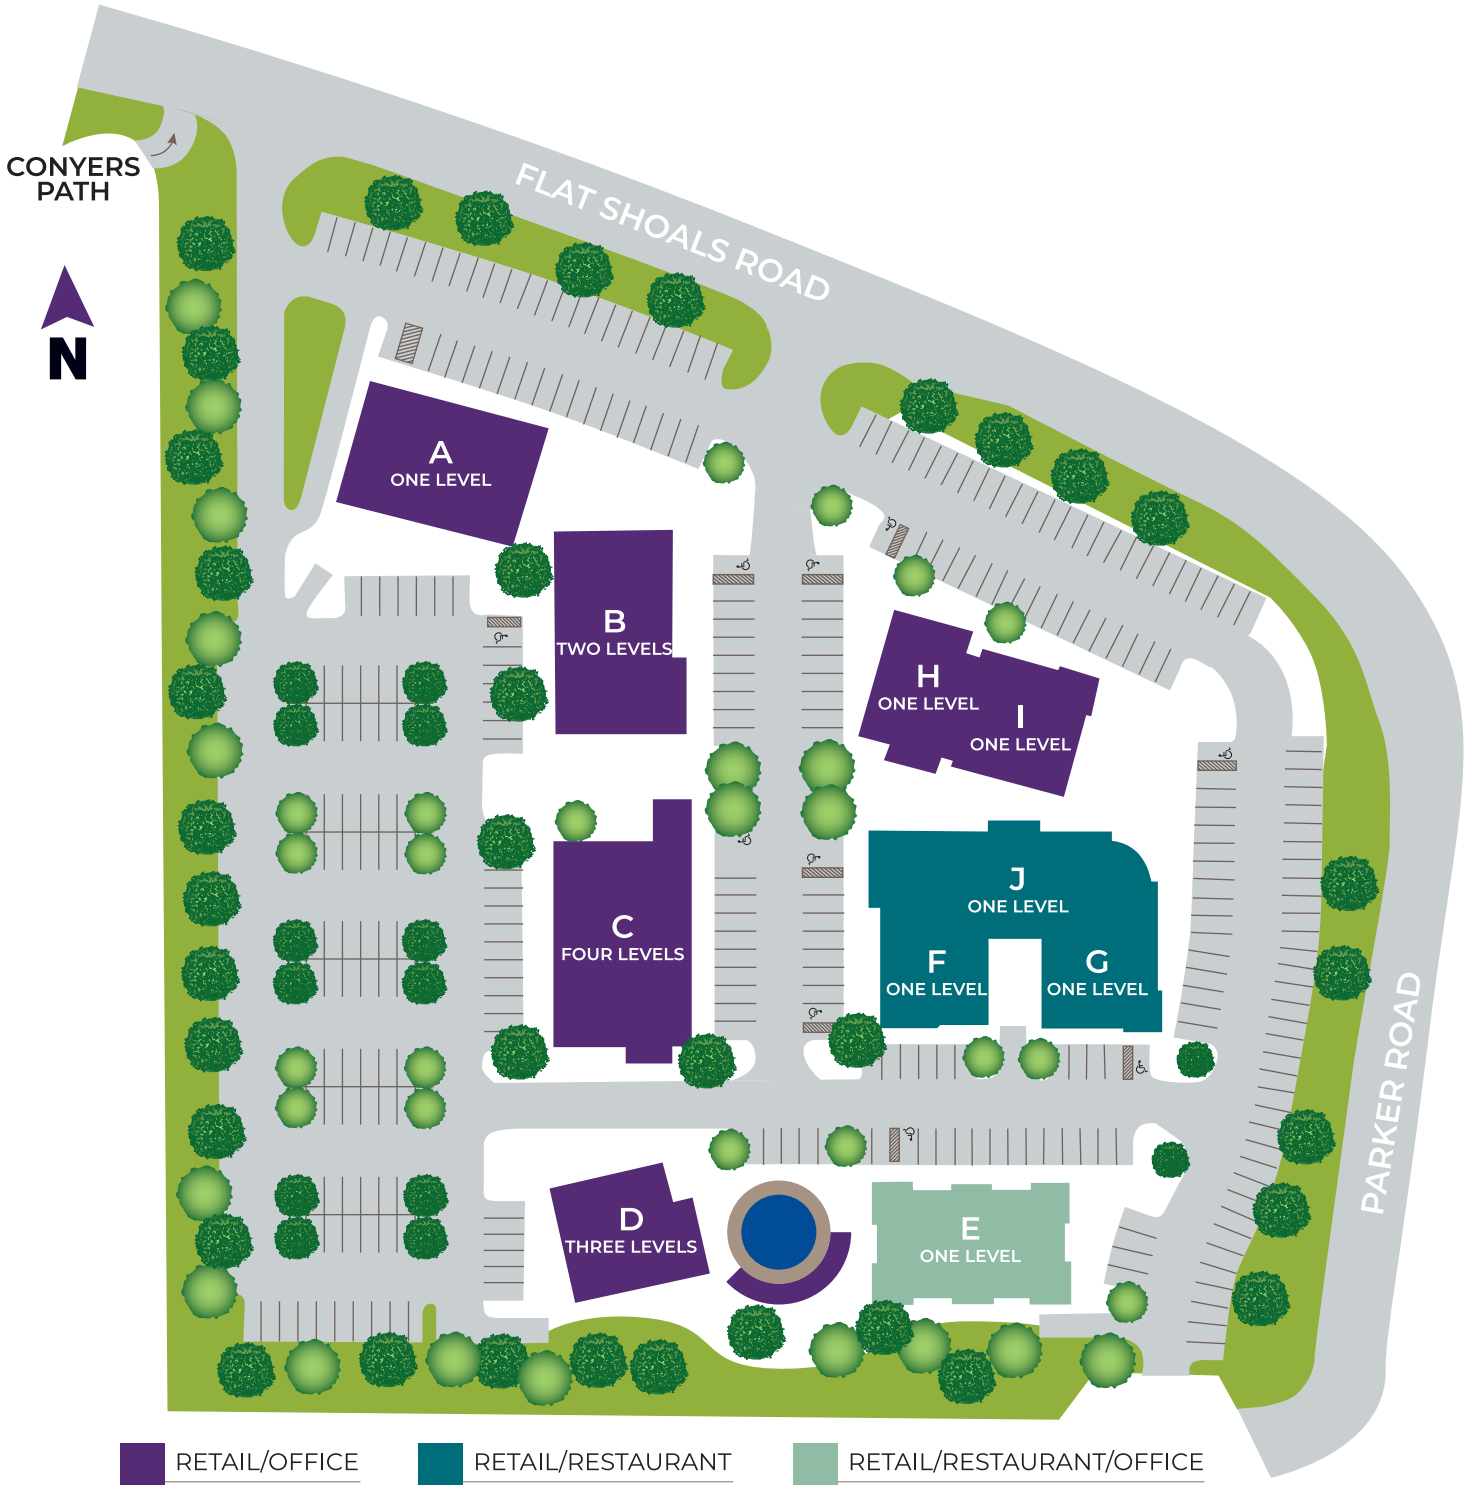 CONYERS
PATH
FLAT SHOALS ROAD
N
A
ONE LEVEL
B
TWO LEVELS
H
ONE LEVEL
I
ONE LEVEL
J
ONE LEVEL
C
FOUR LEVELS
F
ONE LEVEL
G
ONE LEVEL
PARKER ROAD
D
THREE LEVELS
E
ONE LEVEL
RETAIL/OFFICE
RETAIL/RESTAURANT
RETAIL/RESTAURANT/OFFICE